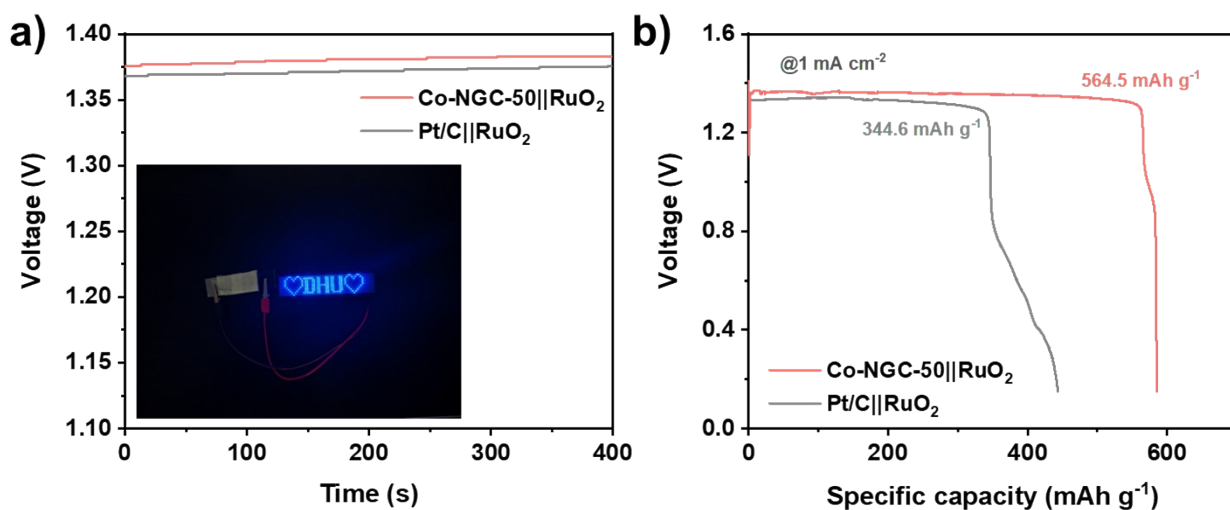 a)
1.40
1.35
1.30
1.25
1.20
1.15
1.10
Voltage (V)
Co-NGC-50||RuO₂
Pt/C||RuO₂
♡DHU♡
0 100 200 300 400
Time (s)
b)
1.6
1.2
0.8
0.4
0.0
Voltage (V)
@1 mA cm⁻²
564.5 mAh g⁻¹
344.6 mAh g⁻¹
Co-NGC-50||RuO₂
Pt/C||RuO₂
0 200 400 600
Specific capacity (mAh g⁻¹)